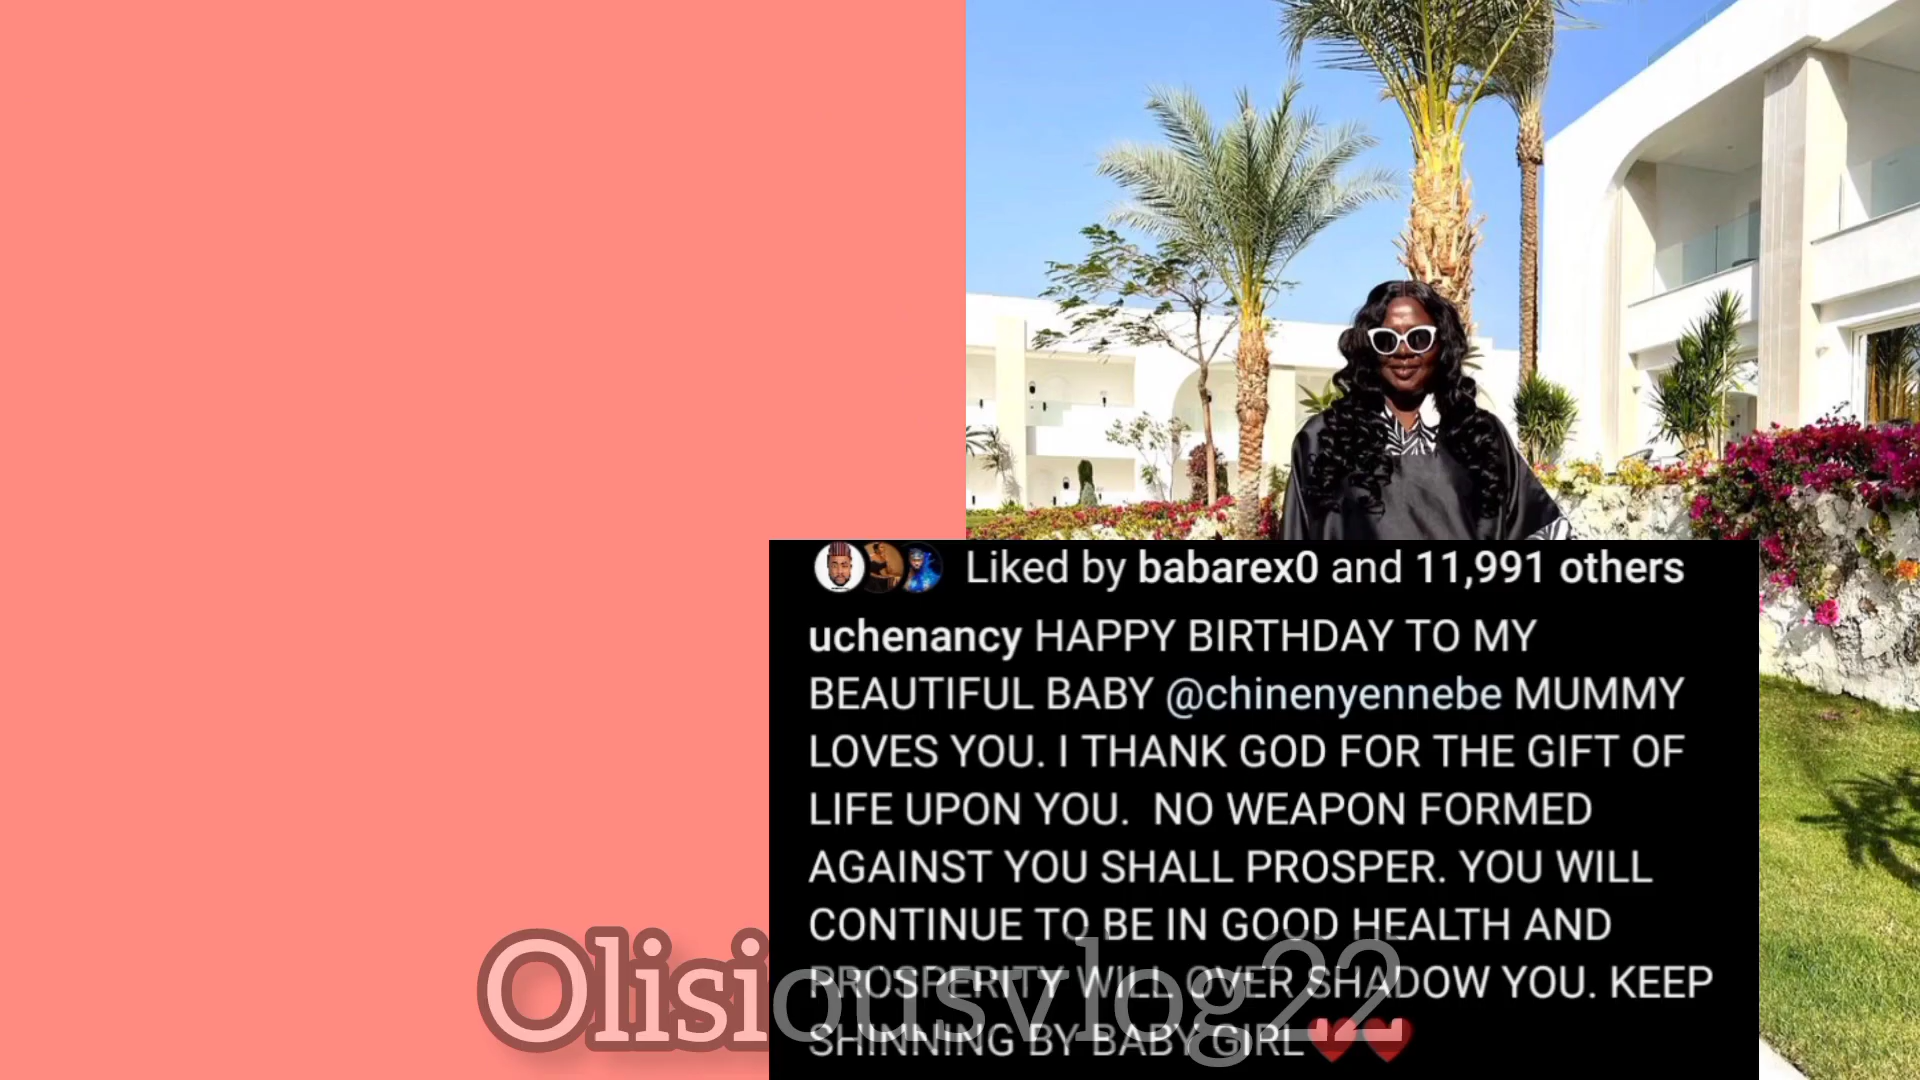 Liked by babarex0 and 11,991 others
uchenancy HAPPY BIRTHDAY TO MY
BEAUTIFUL BABY @chinenyennebe MUMMY
LOVES YOU. I THANK GOD FOR THE GIFT OF
LIFE UPON YOU.  NO WEAPON FORMED
AGAINST YOU SHALL PROSPER. YOU WILL
CONTINUE TO BE IN GOOD HEALTH AND
PROSPERITY WILL OVER SHADOW YOU. KEEP
SHINNING BY BABY GIRL❤️❤️
Olisiousvlog22